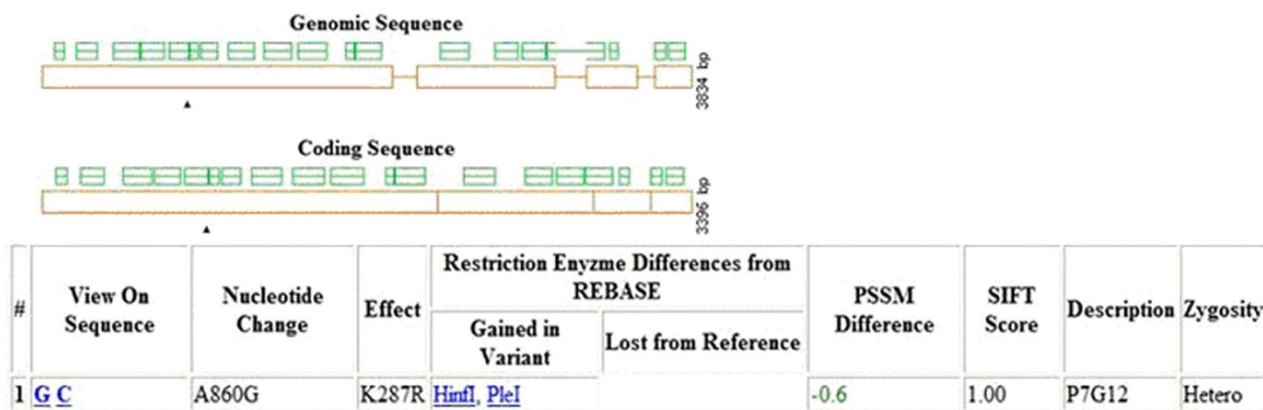 Genomic Sequence
3834 bp
Coding Sequence
3396 bp
#
View On
Sequence
Nucleotide
Change
Effect
Restriction Enyzme Differences from
REBASE
Gained in
Variant
Lost from Reference
PSSM
Difference
SIFT
Score
Description
Zygosity
1 G C A860G K287R HinfI, PleI -0.6 1.00 P7G12 Hetero